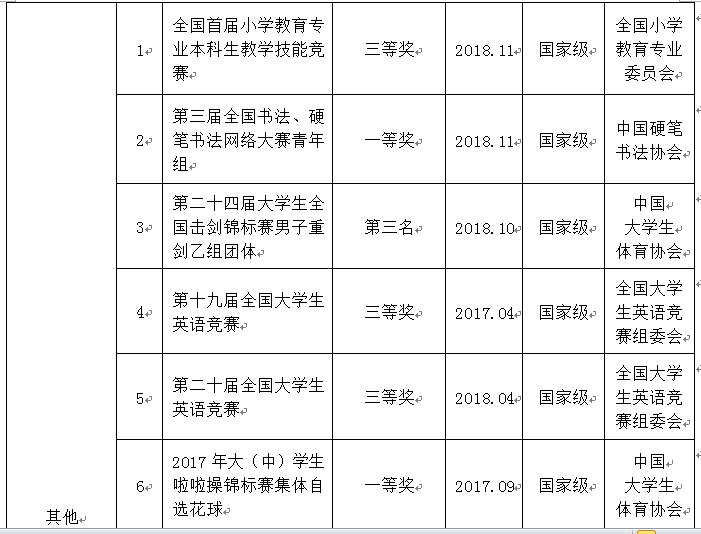 1
全国首届小学教育专
业本科生教学技能竞
赛
三等奖
2018.11
国家级
全国小学
教育专业
委员会
2
第三届全国书法、硬
笔书法网络大赛青年
组
一等奖
2018.11
国家级
中国硬笔
书法协会
3
第二十四届大学生全
国击剑锦标赛男子重
剑乙组团体
第三名
2018.10
国家级
中国
大学生
体育协会
4
第十九届全国大学生
英语竞赛
三等奖
2017.04
国家级
全国大学
生英语竞
赛组委会
5
第二十届全国大学生
英语竞赛
三等奖
2018.04
国家级
全国大学
生英语竞
赛组委会
其他
6
2017 年大（中）学生
啦啦操锦标赛集体自
选花球
一等奖
2017.09
国家级
中国
大学生
体育协会